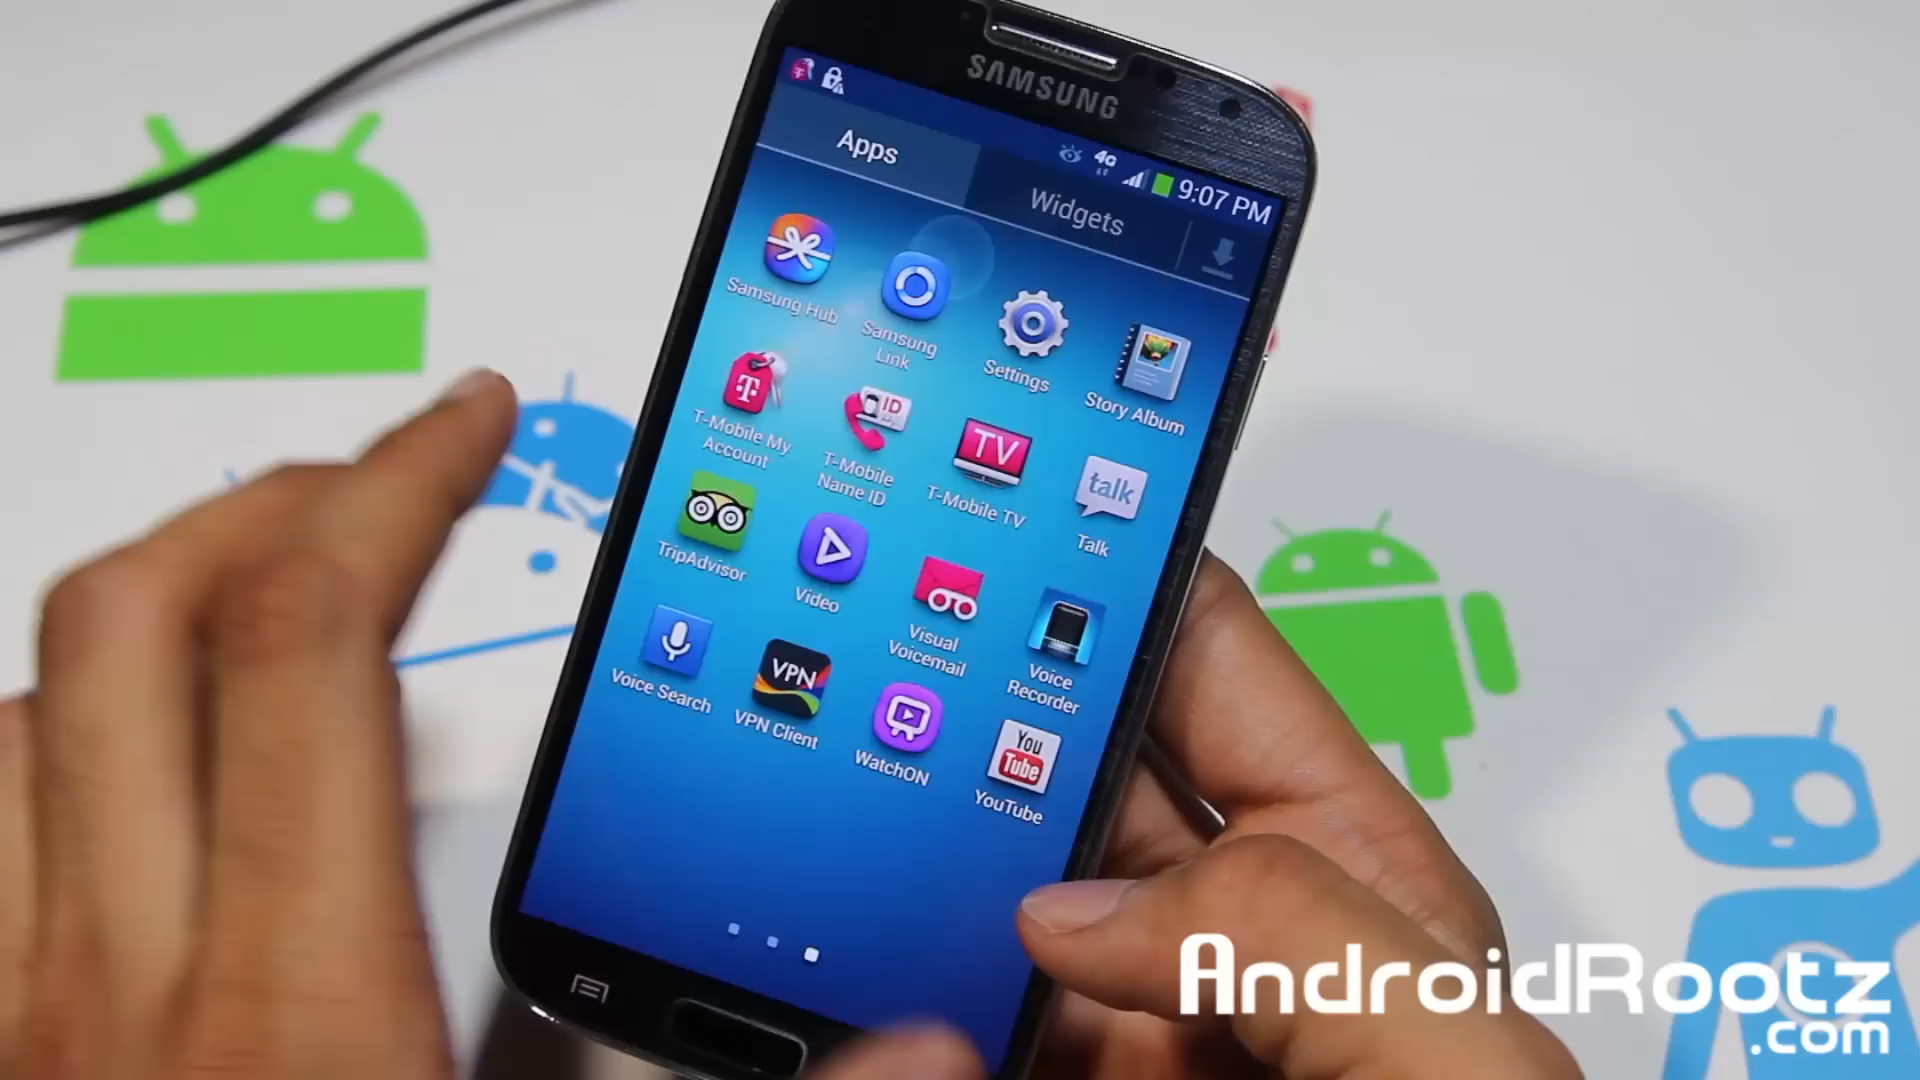 SAMSUNG
4G
9:07 PM
Apps
Widgets
Samsung Hub
Samsung
Link
Settings
Story Album
T
T-Mobile My
Account
ID
T-Mobile
Name ID
TV
T-Mobile TV
talk
Talk
TripAdvisor
Video
Visual
Voicemail
Voice
Recorder
Voice Search
VPN
VPN Client
WatchON
You
Tube
YouTube
AndroidRootz
.com